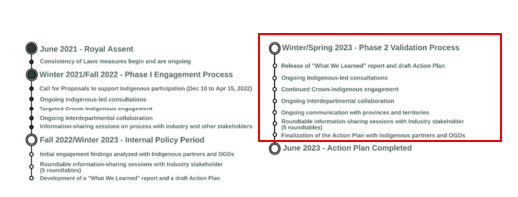 June 2021 - Royal Assent
Consistency of Laws measures begin and are ongoing
Winter 2021/Fall 2022 - Phase I Engagement Process
Call for Proposals to support Indigenous participation (Dec 10 to Apr 15, 2022)
Ongoing Indigenous-led consultations
Targeted Crown-Indigenous engagement
Ongoing interdepartmental collaboration
Information-sharing sessions on process with industry and other stakeholders
Fall 2022/Winter 2023 - Internal Policy Period
Initial engagement findings analyzed with Indigenous partners and OGDs
Roundtable information-sharing sessions with Industry stakeholder
(5 roundtables)
Development of a "What We Learned" report and a draft Action Plan
Winter/Spring 2023 - Phase 2 Validation Process
Release of "What We Learned" report and draft Action Plan
Ongoing Indigenous-led consultations
Continued Crown-Indigenous engagement
Ongoing interdepartmental collaboration
Ongoing communication with provinces and territories
Roundtable information-sharing sessions with Industry stakeholder
(5 roundtables)
Finalization of the Action Plan with Indigenous partners and OGDs
June 2023 - Action Plan Completed